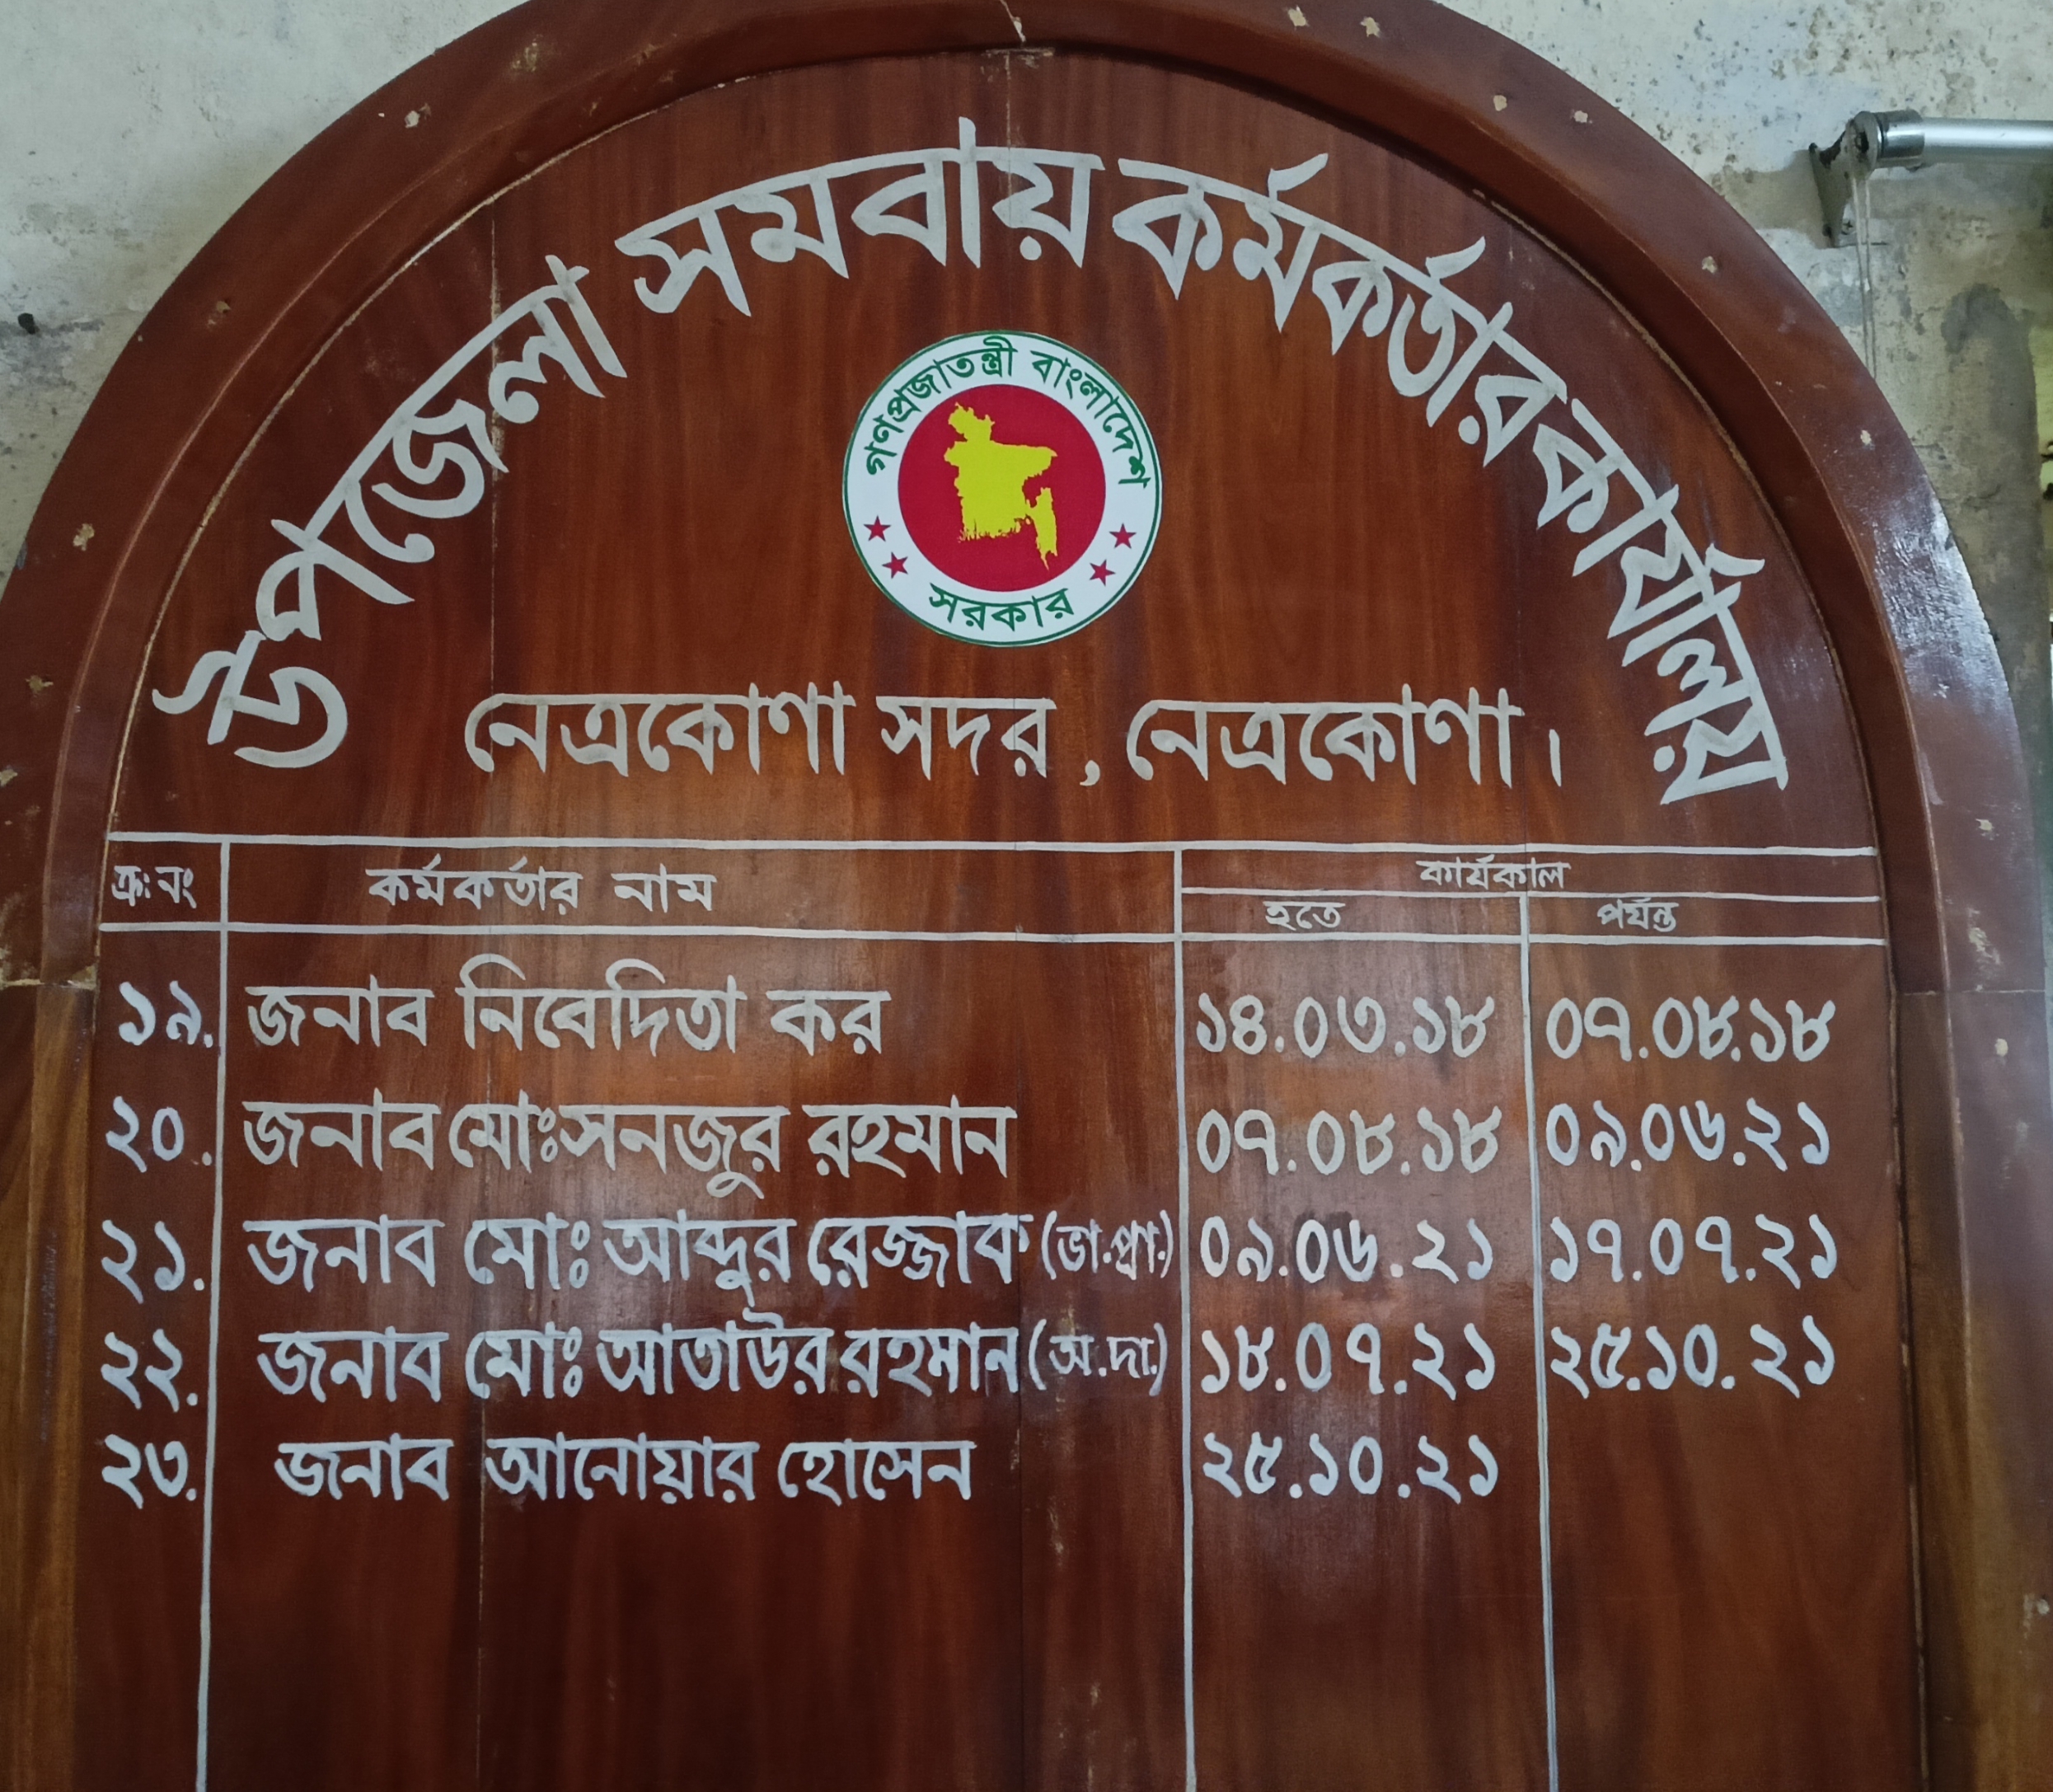 উপজেলা সমবায় কর্মকর্তার কার্যালয়
গণপ্রজাতন্ত্রী বাংলাদেশ
সরকার
নেত্রকোণা সদর, নেত্রকোণা।
ক্র: নং কর্মকর্তার নাম কার্যকাল
হতে পর্যন্ত
১৯. জনাব নিবেদিতা কর ১৪.০৩.১৮ ০৭.০৮.১৮
২০. জনাব মোঃ সনজুর রহমান ০৭.০৮.১৮ ০৯.০৬.২১
২১. জনাব মোঃ আব্দুর রেজ্জাক (ভা.প্রা.) ০৯.০৬.২১ ১৭.০৭.২১
২২. জনাব মোঃ আতাউর রহমান (অ.দা.) ১৮.০৭.২১ ২৫.১০.২১
২৩. জনাব আনোয়ার হোসেন ২৫.১০.২১